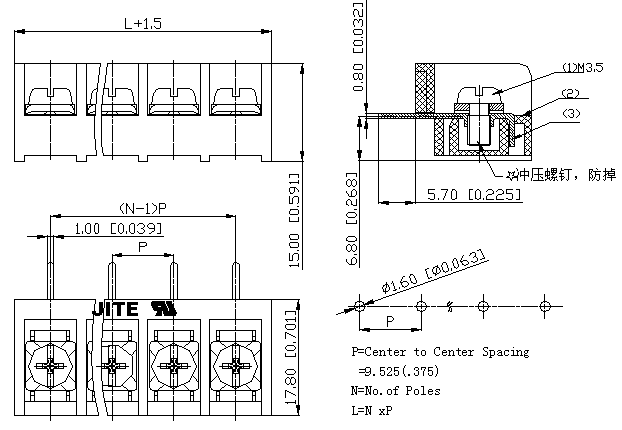 L+1.5
0.80 [0.032]
(1)M3.5
(2)
(3)
冲压螺钉，防掉
15.00 [0.591]
5.70 [0.225]
6.80 [0.268]
(N-1)P
1.00 [0.039]
P
JITE
17.80 [0.701]
Ø1.60 [Ø0.063]
P
P=Center to Center Spacing
=9.525(.375)
N=No.of Poles
L=N xP